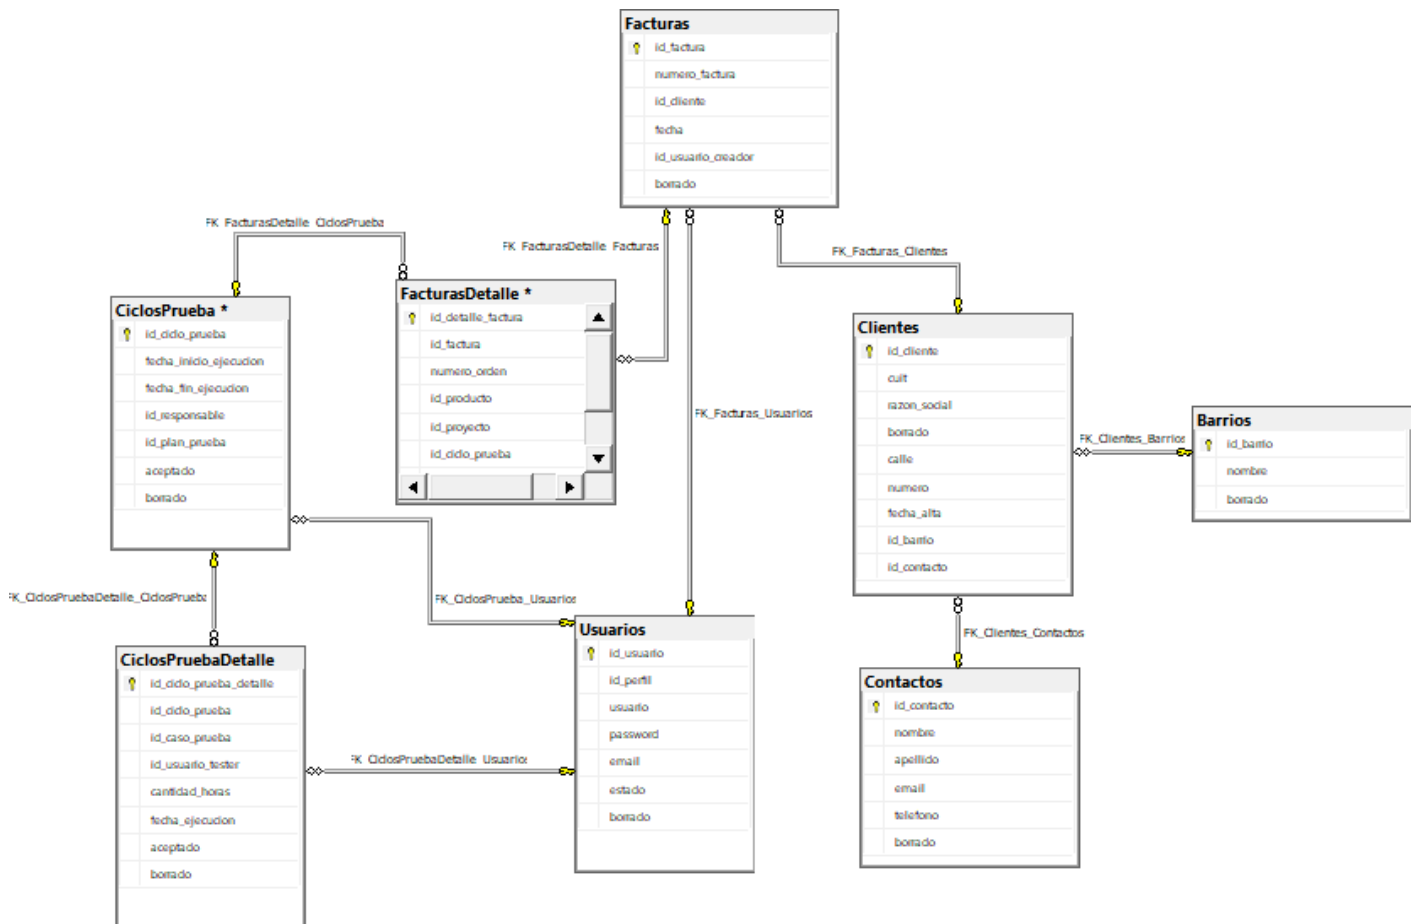 Facturas
id_factura
numero_factura
id_cliente
fecha
id_usuario_creador
borrado
FK_FacturasDetalle_CiclosPrueba
FK_FacturasDetalle_Facturas
FK_Facturas_Clientes
FacturasDetalle *
id_detalle_factura
id_factura
numero_orden
id_producto
id_proyecto
id_ciclo_prueba
CiclosPrueba *
id_ciclo_prueba
fecha_inicio_ejecucion
fecha_fin_ejecucion
id_responsable
id_plan_prueba
aceptado
borrado
Clientes
id_cliente
cuit
razon_social
borrado
calle
numero
fecha_alta
id_barrio
id_contacto
FK_Facturas_Usuarios
FK_Clientes_Barrios
Barrios
id_barrio
nombre
borrado
FK_CiclosPruebaDetalle_CiclosPrueba
FK_CiclosPrueba_Usuarios
FK_Clientes_Contactos
Usuarios
id_usuario
id_perfil
usuario
password
email
estado
borrado
CiclosPruebaDetalle
id_ciclo_prueba_detalle
id_ciclo_prueba
id_caso_prueba
id_usuario_tester
cantidad_horas
fecha_ejecucion
aceptado
borrado
FK_CiclosPruebaDetalle_Usuarios
Contactos
id_contacto
nombre
apellido
email
telefono
borrado